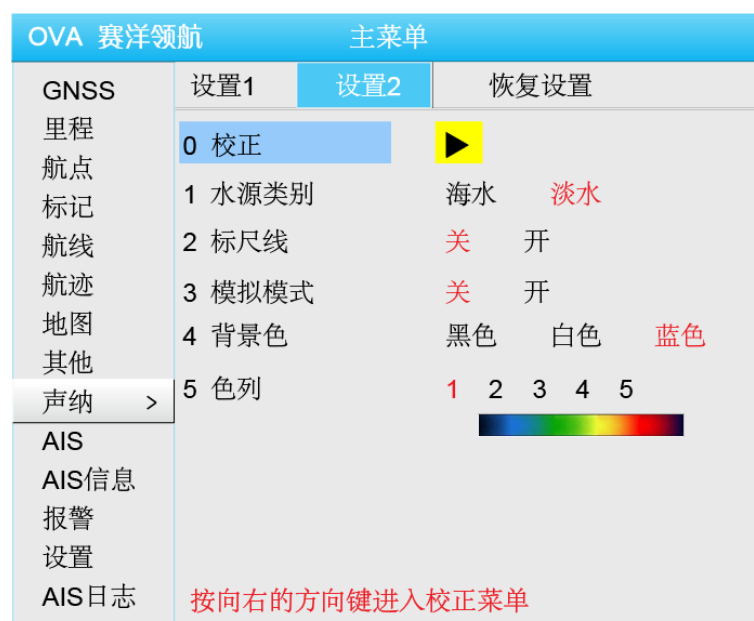 OVA 赛洋领航 主菜单
GNSS
里程
航点
标记
航线
航迹
地图
其他
声纳 >
AIS
AIS信息
报警
设置
AIS日志
设置1 设置2 恢复设置
0 校正
1 水源类别 海水 淡水
2 标尺线 关 开
3 模拟模式 关 开
4 背景色 黑色 白色 蓝色
5 色列 1 2 3 4 5
按向右的方向键进入校正菜单